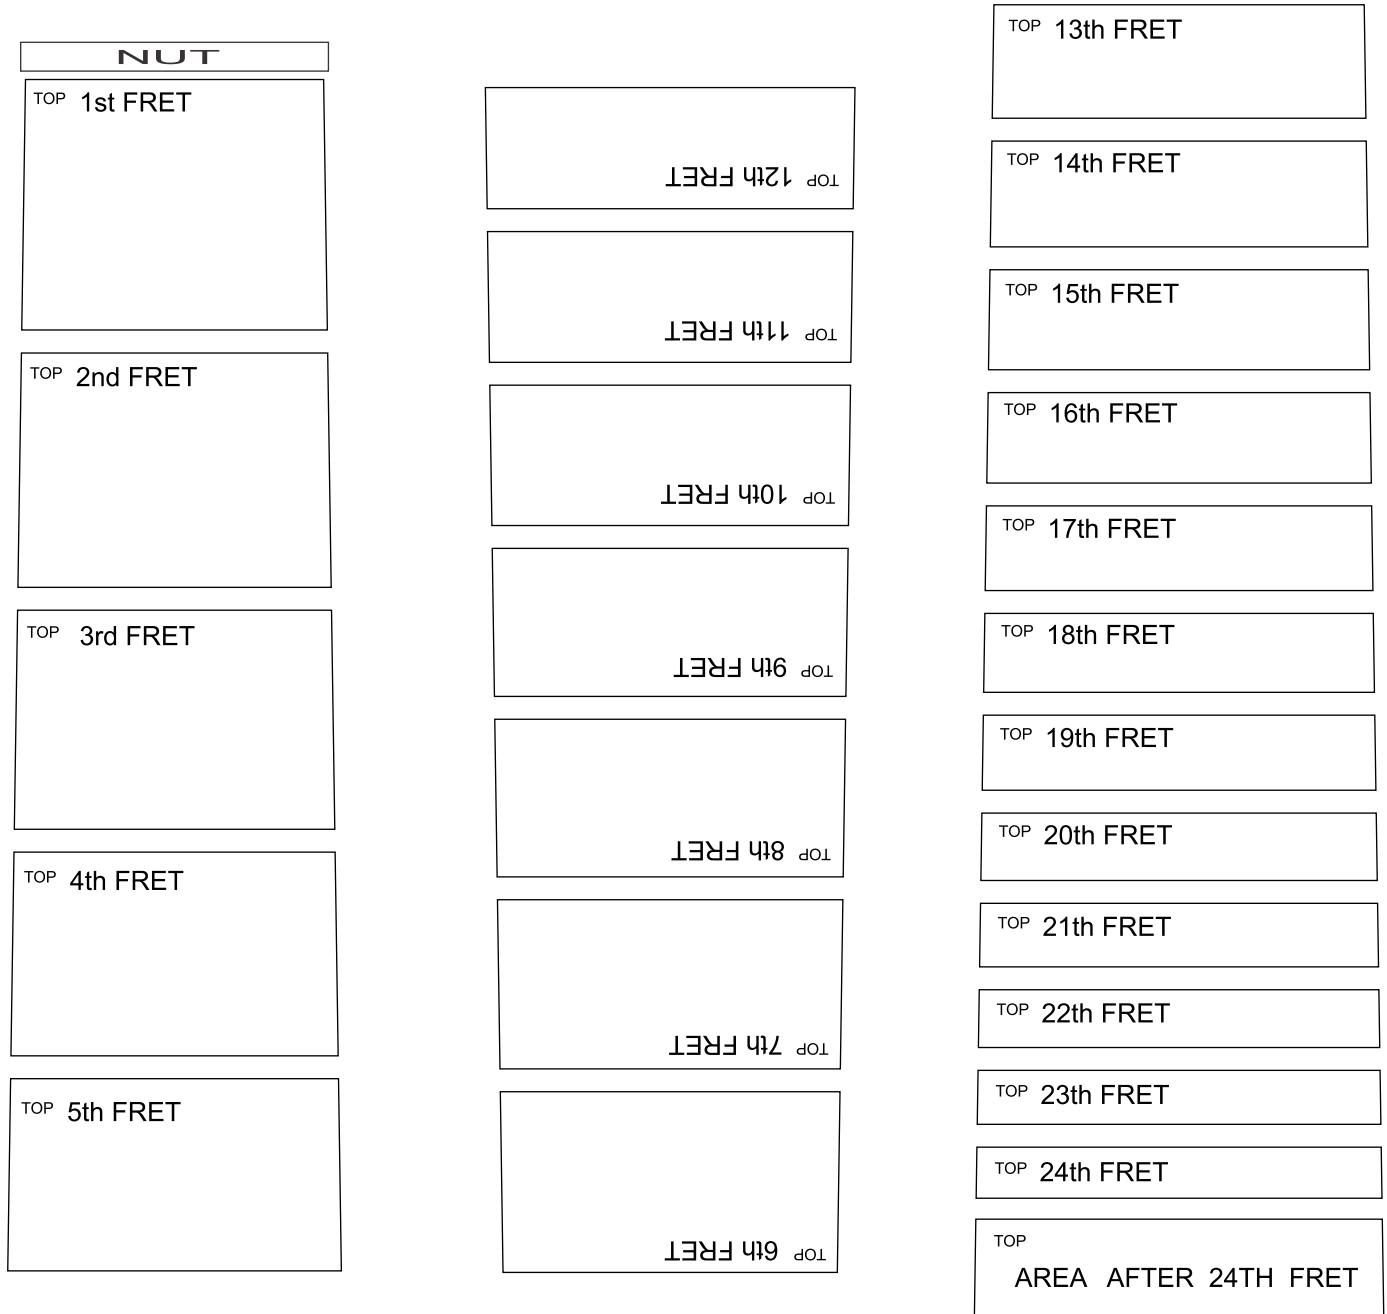 NUT
TOP 1st FRET
TOP 2nd FRET
TOP 3rd FRET
TOP 4th FRET
TOP 5th FRET
TOP 12th FRET
TOP 11th FRET
TOP 10th FRET
TOP 9th FRET
TOP 8th FRET
TOP 7th FRET
TOP 6th FRET
TOP 13th FRET
TOP 14th FRET
TOP 15th FRET
TOP 16th FRET
TOP 17th FRET
TOP 18th FRET
TOP 19th FRET
TOP 20th FRET
TOP 21th FRET
TOP 22th FRET
TOP 23th FRET
TOP 24th FRET
TOP
AREA AFTER 24TH FRET